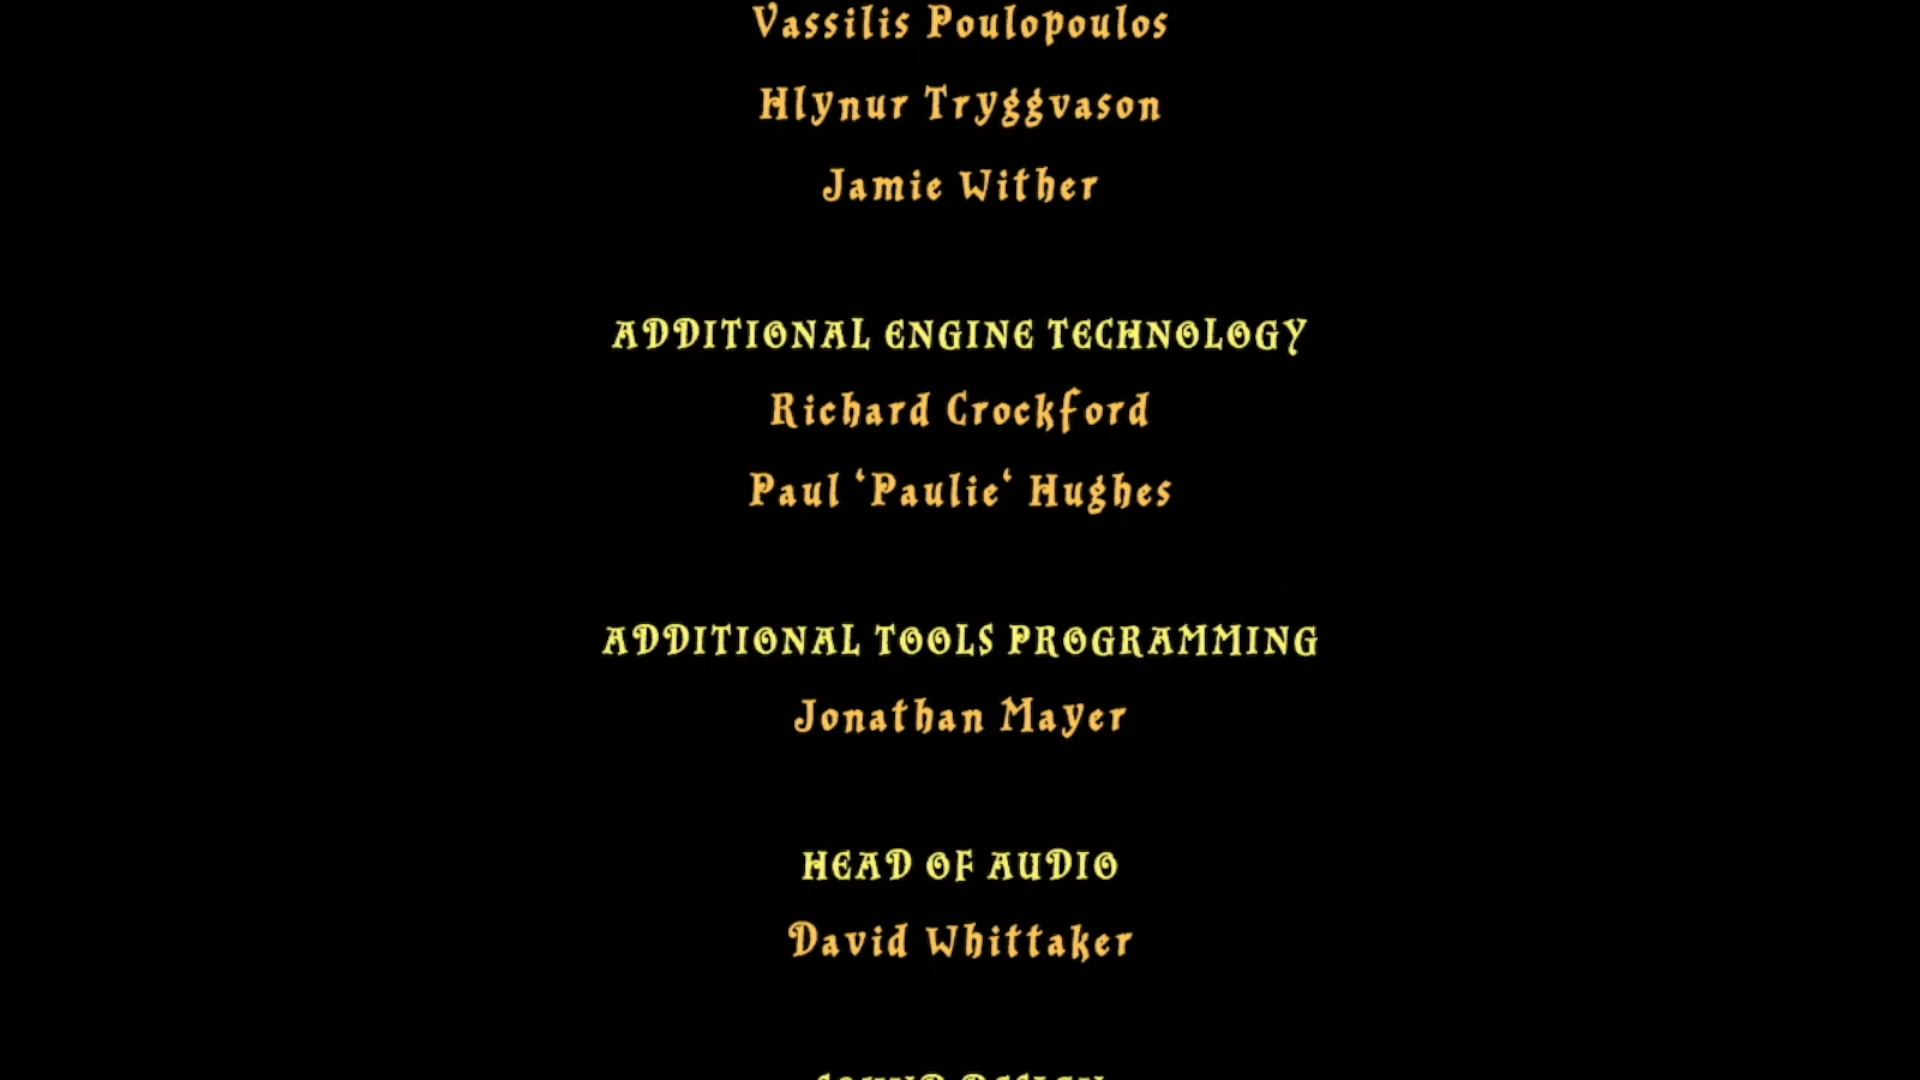 Vassilis Poulopoulos
Hlynur Tryggvason
Jamie Wither
ADDITIONAL ENGINE TECHNOLOGY
Richard Crockford
Paul ‘Paulie‘ Hughes
ADDITIONAL TOOLS PROGRAMMING
Jonathan Mayer
HEAD OF AUDIO
David Whittaker